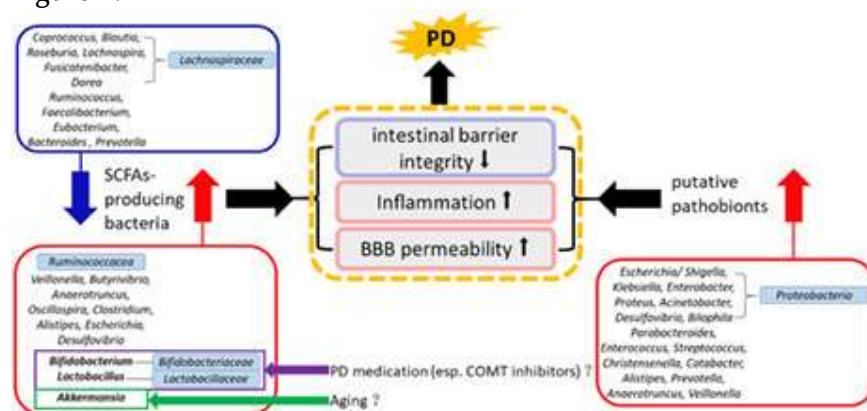 PD
Coprococcus, Blautia,
Roseburia, Lachnospira,
Fusicatenibacter,
Dorea
Lachnospiraceae
Ruminococcus,
Faecalibacterium,
Eubacterium,
Bacteroides , Prevotella
SCFAs-
producing
bacteria
intestinal barrier
integrity ⬇
Inflammation ⬆
BBB permeability ⬆
putative
pathobionts
Ruminococcacea
Veillonella, Butyrivibrio,
Anaerotruncus,
Oscillospira, Clostridium,
Alistipes, Escherichia,
Desulfovibrio
Bifidobacterium
Bifidobacteriaceae
Lactobacillus
Lactobacillaceae
Akkermansia
PD medication (esp. COMT inhibitors) ?
Aging ?
Escherichia/ Shigella,
Klebsiella, Enterobacter,
Proteus, Acinetobacter,
Desulfovibrio, Bilophila
Proteobacteria
Parabacteroides,
Enterococcus, Streptococcus,
Christensenella, Catabacter,
Alistipes, Prevotella,
Anaerotruncus, Veillonella